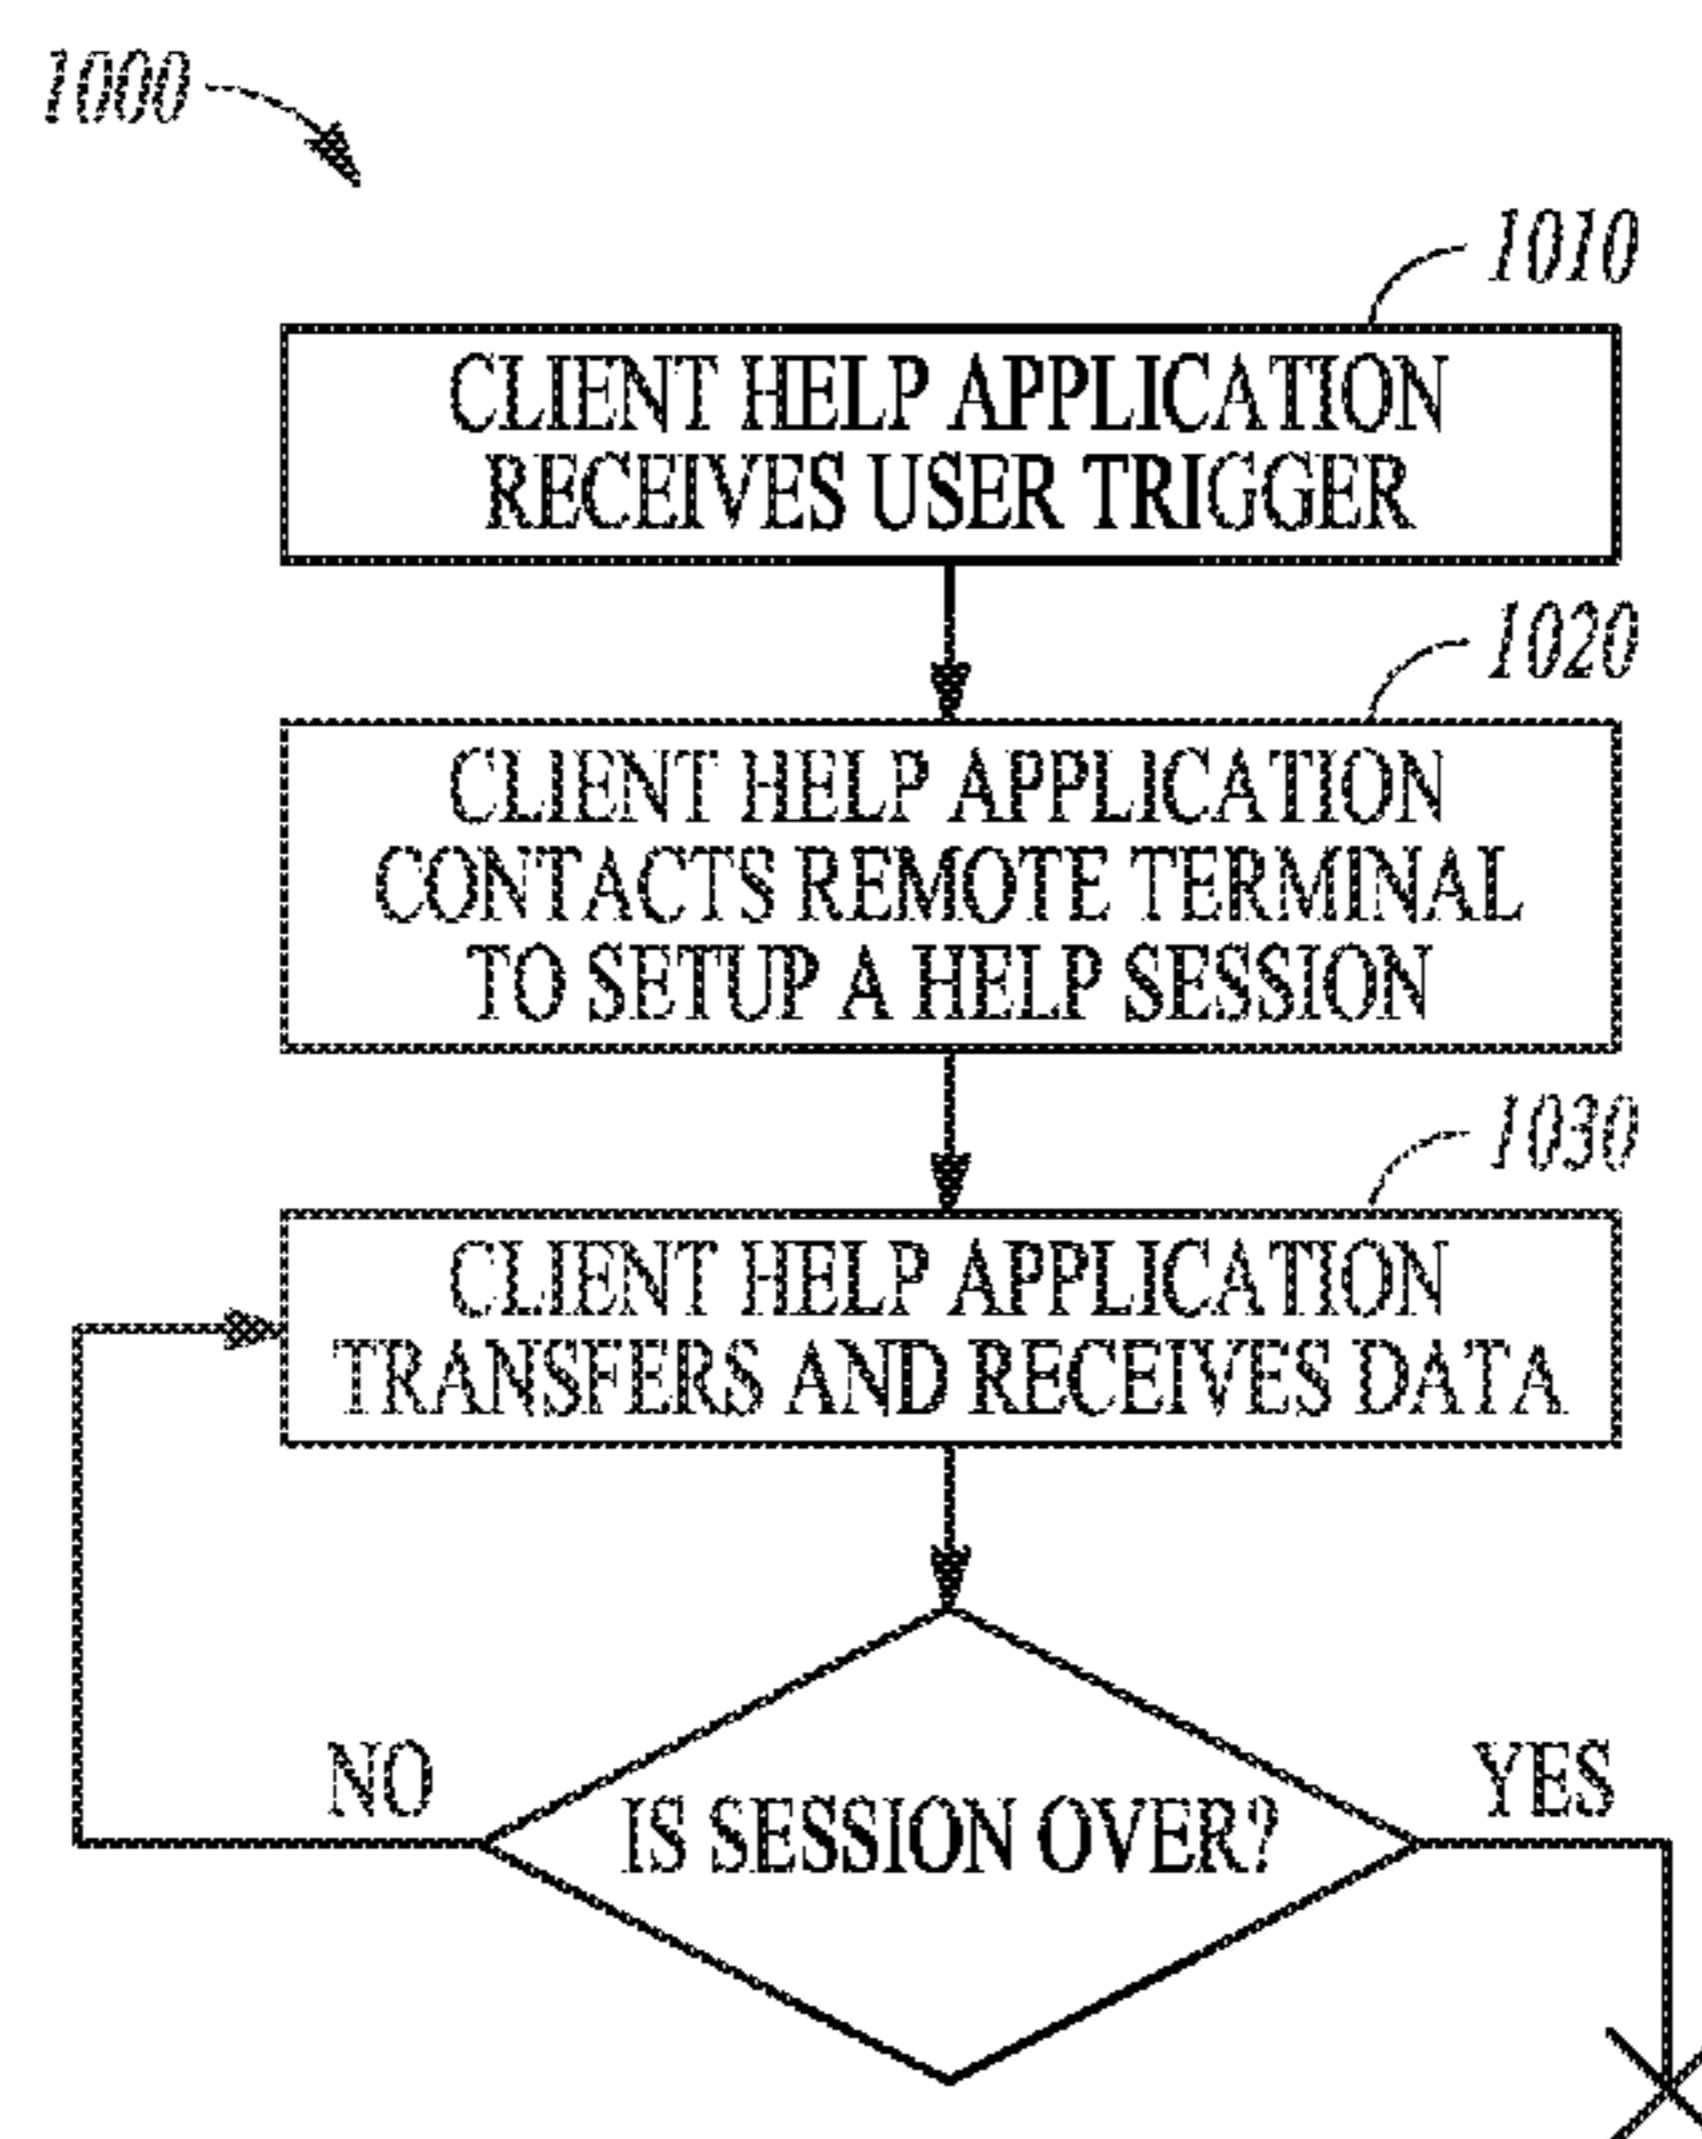 1000
1010
CLIENT HELP APPLICATION
RECEIVES USER TRIGGER
1020
CLIENT HELP APPLICATION
CONTACTS REMOTE TERMINAL
TO SETUP A HELP SESSION
1030
CLIENT HELP APPLICATION
TRANSFERS AND RECEIVES DATA
NO
YES
IS SESSION OVER?